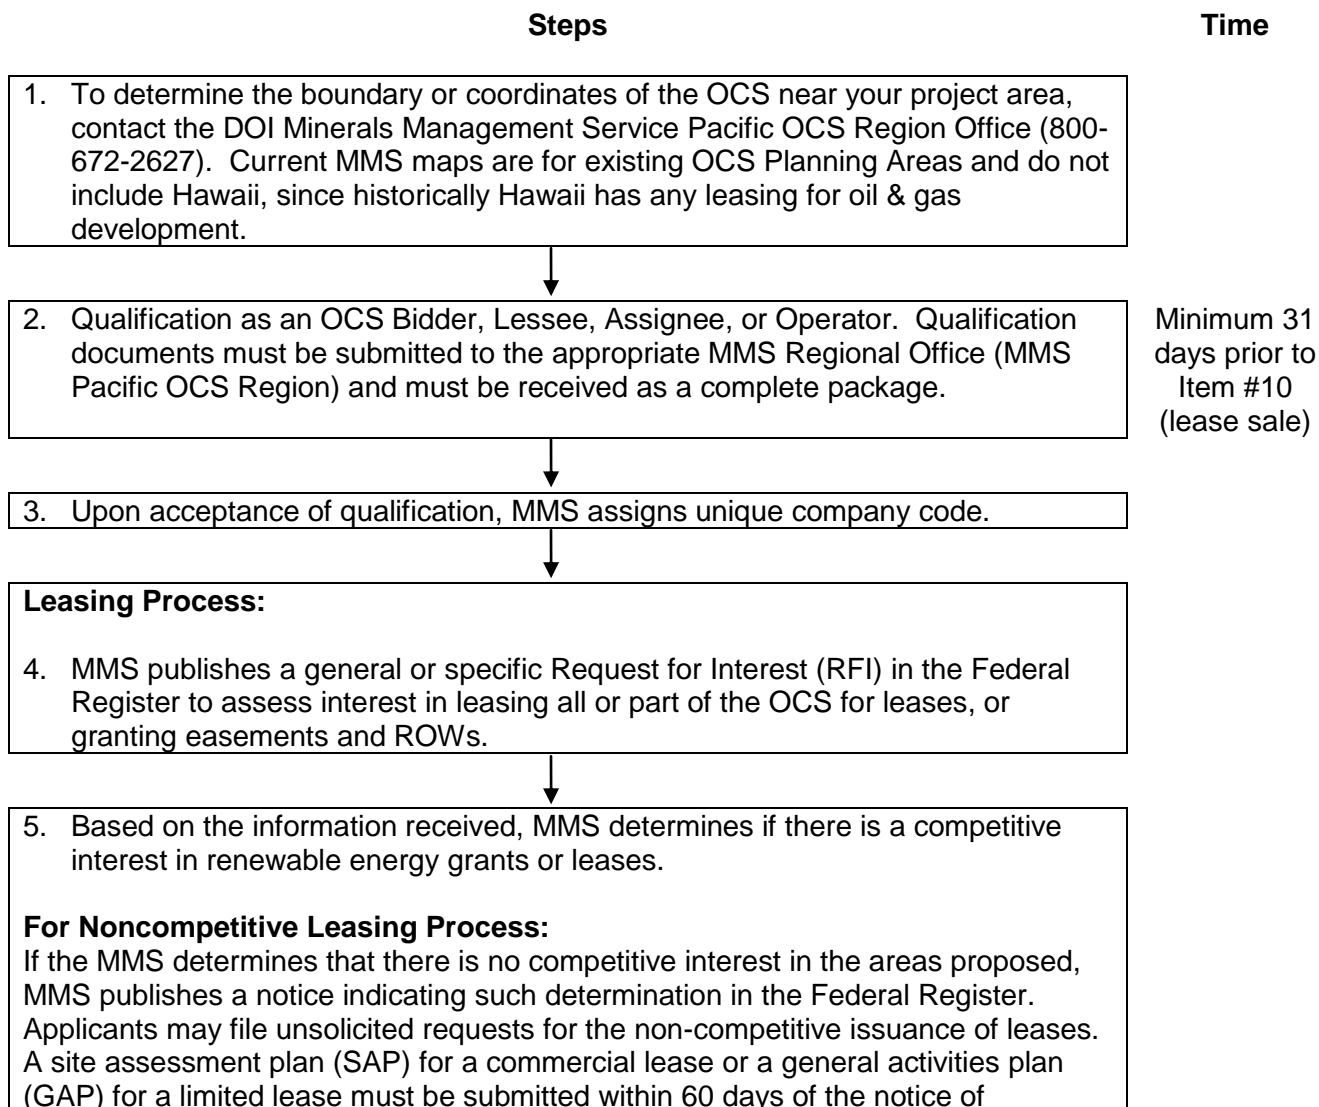 Steps
Time
1. To determine the boundary or coordinates of the OCS near your project area,
contact the DOI Minerals Management Service Pacific OCS Region Office (800-
672-2627). Current MMS maps are for existing OCS Planning Areas and do not
include Hawaii, since historically Hawaii has any leasing for oil & gas
development.
2. Qualification as an OCS Bidder, Lessee, Assignee, or Operator. Qualification
documents must be submitted to the appropriate MMS Regional Office (MMS
Pacific OCS Region) and must be received as a complete package.
Minimum 31
days prior to
Item #10
(lease sale)
3. Upon acceptance of qualification, MMS assigns unique company code.
Leasing Process:
4. MMS publishes a general or specific Request for Interest (RFI) in the Federal
Register to assess interest in leasing all or part of the OCS for leases, or
granting easements and ROWs.
5. Based on the information received, MMS determines if there is a competitive
interest in renewable energy grants or leases.
For Noncompetitive Leasing Process:
If the MMS determines that there is no competitive interest in the areas proposed,
MMS publishes a notice indicating such determination in the Federal Register.
Applicants may file unsolicited requests for the non-competitive issuance of leases.
A site assessment plan (SAP) for a commercial lease or a general activities plan
(GAP) for a limited lease must be submitted within 60 days of the notice of